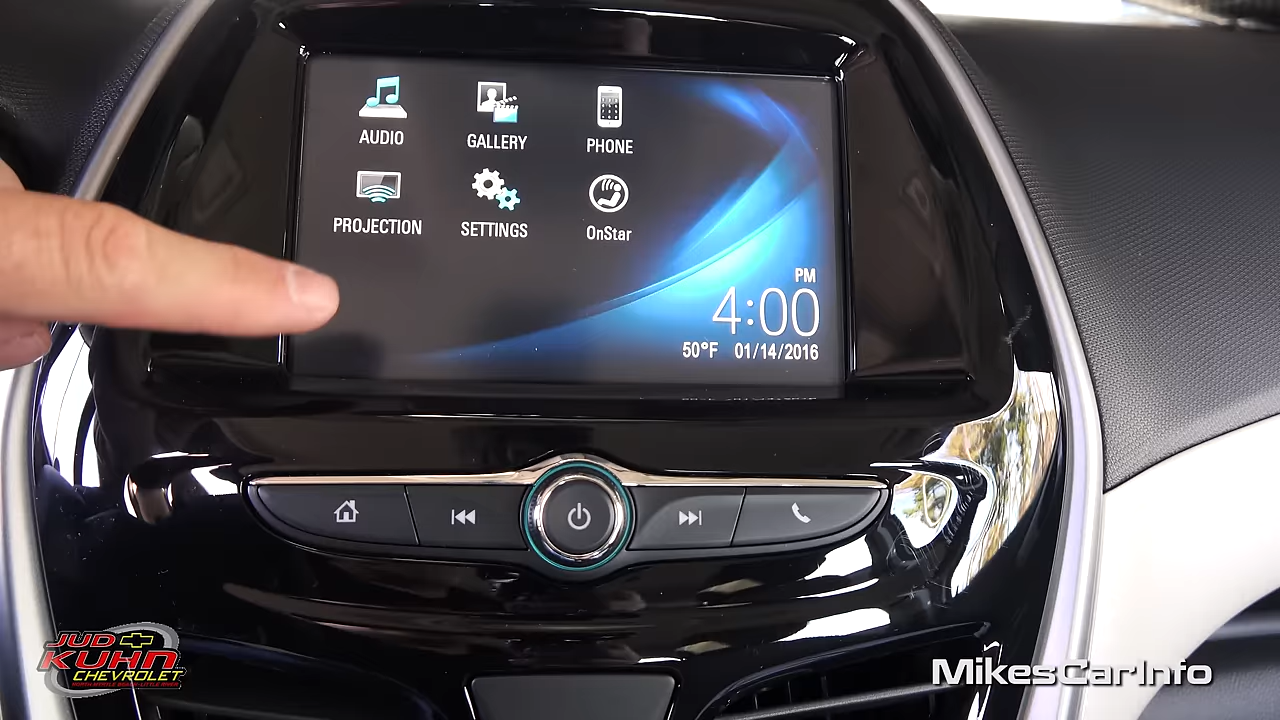 AUDIO
GALLERY
PHONE
PROJECTION
SETTINGS
OnStar
PM
4:00
50°F 01/14/2016
JUD
KUHN
CHEVROLET
MikesCarInfo